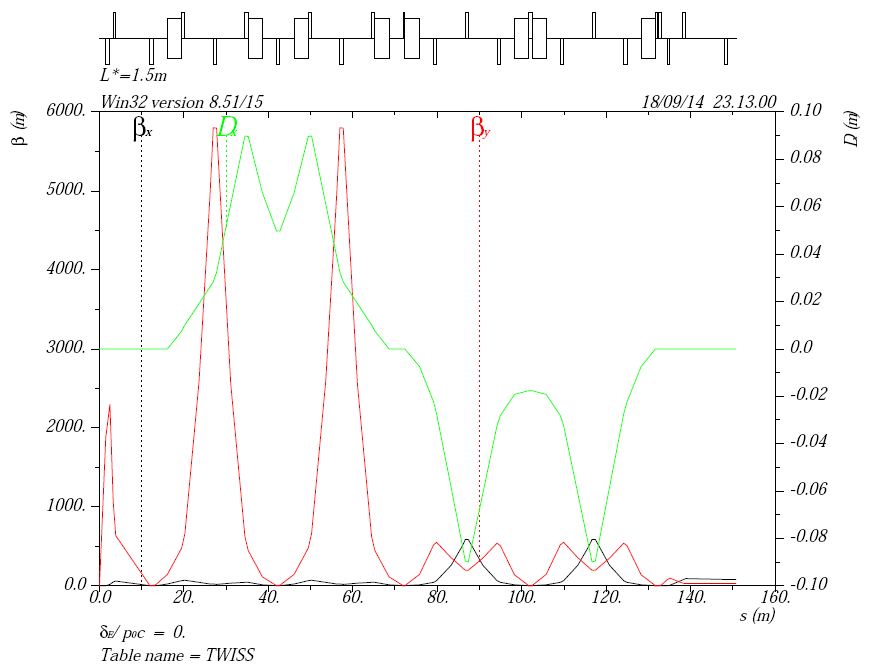 L*=1.5m
Win32 version 8.51/15 18/09/14 23.13.00
β (m)
6000.
5000.
4000.
3000.
2000.
1000.
0.0
βx
Dx
βy
D (m)
0.10
0.08
0.06
0.04
0.02
0.0
-0.02
-0.04
-0.06
-0.08
-0.10
0.0 20. 40. 60. 80. 100. 120. 140. 160.
s (m)
δE/p0c = 0.
Table name = TWISS